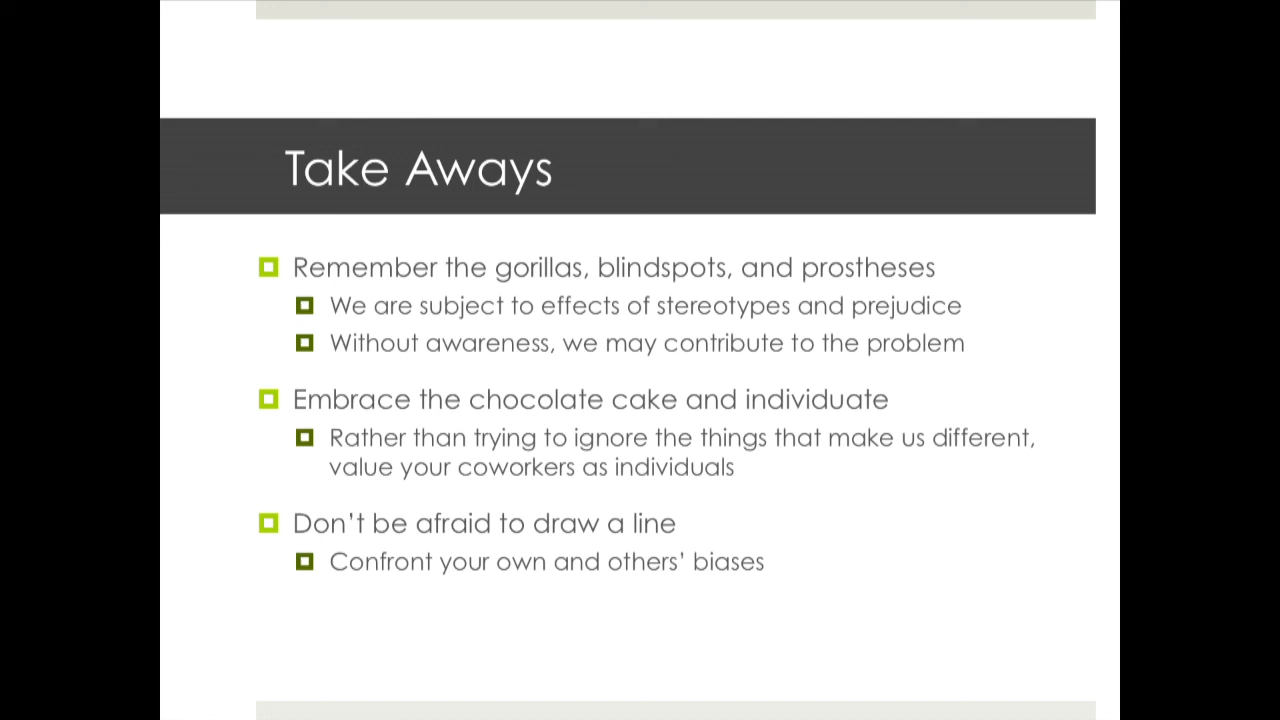 Take Aways
Remember the gorillas, blindspots, and prostheses
We are subject to effects of stereotypes and prejudice
Without awareness, we may contribute to the problem
Embrace the chocolate cake and individuate
Rather than trying to ignore the things that make us different,
value your coworkers as individuals
Don’t be afraid to draw a line
Confront your own and others’ biases